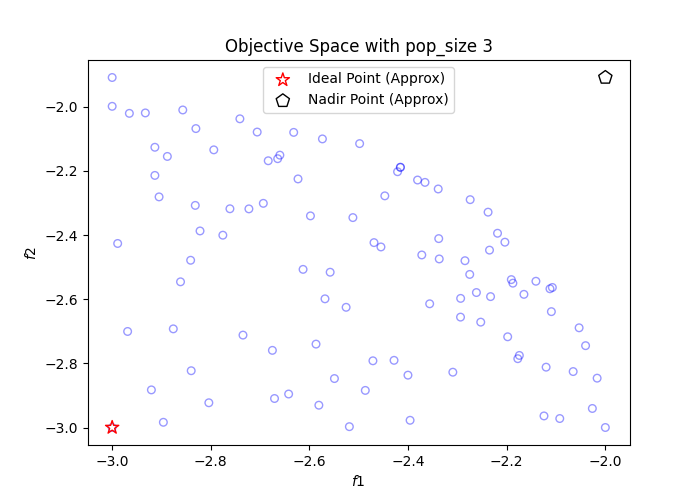 Objective Space with pop_size 3
Ideal Point (Approx)
Nadir Point (Approx)
f2
−2.0
−2.2
−2.4
−2.6
−2.8
−3.0
−3.0 −2.8 −2.6 −2.4 −2.2 −2.0
f1